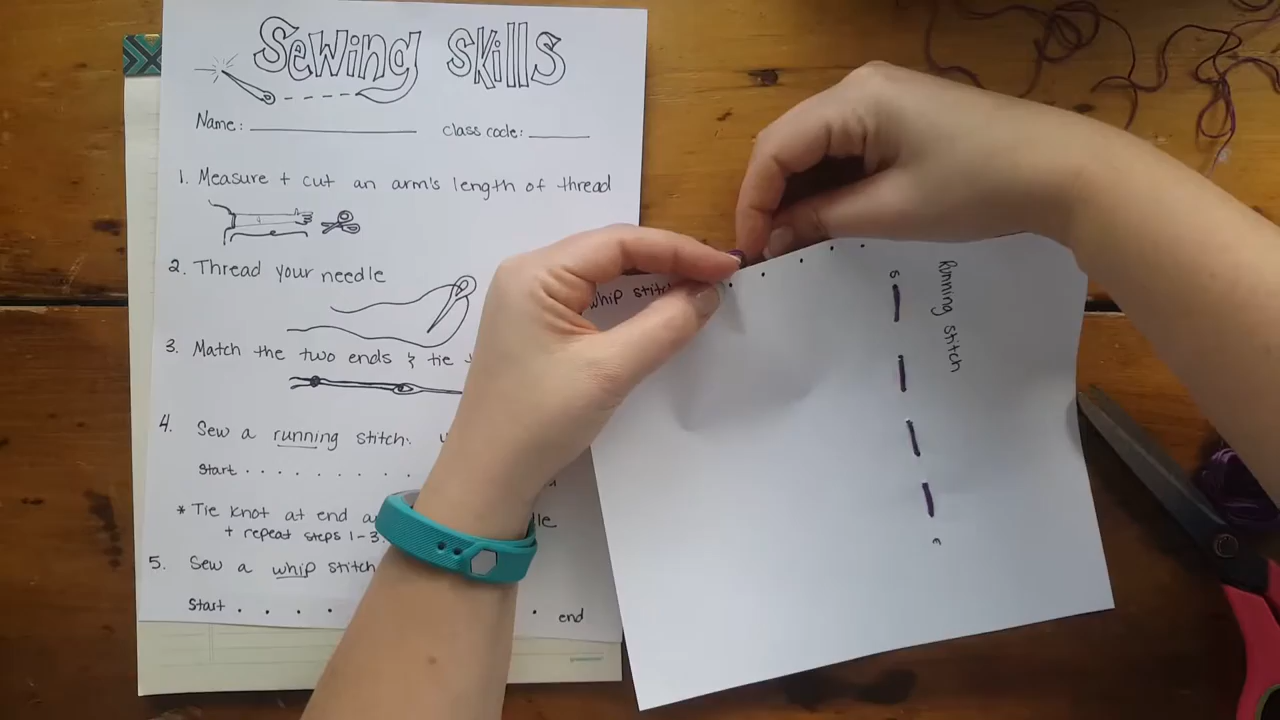 Sewing Skills
Name: class code:
1. Measure + cut an arm's length of thread
2. Thread your needle
3. Match the two ends & tie
4. Sew a running stitch:
Start
* Tie knot at end
+ repeat steps 1-3.
5. Sew a whip stitch
Start end
whip stitch
S
Running stitch
E